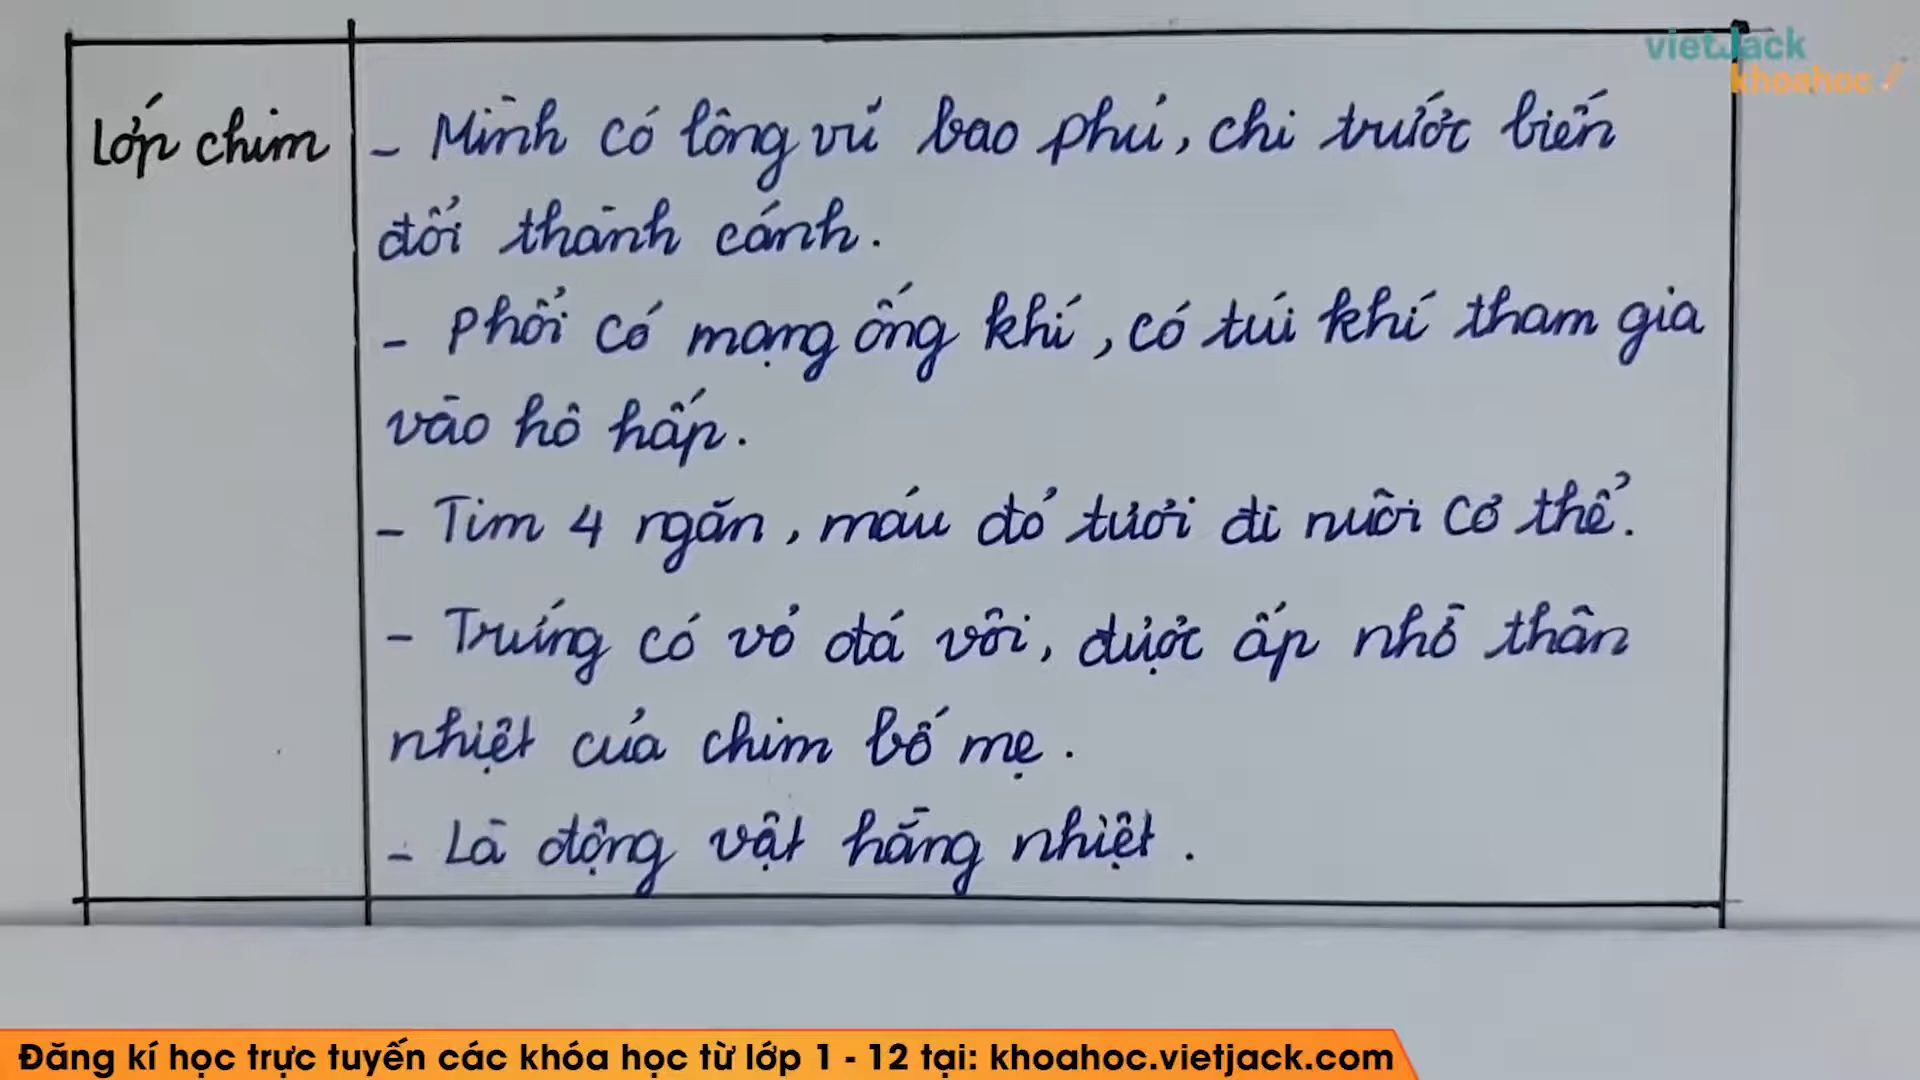 vietJack
khoahoc
Lớp chim
- Mình có lông vũ bao phủ, chi trước biến
đổi thành cánh.
- Phổi có mạng ống khí, có túi khí tham gia
vào hô hấp.
- Tim 4 ngăn, máu đỏ tươi đi nuôi cơ thể.
- Trứng có vỏ đá vôi, được ấp nhờ thân
nhiệt của chim bố mẹ.
- Là động vật hằng nhiệt.
Đăng kí học trực tuyến các khóa học từ lớp 1 - 12 tại: khoahoc.vietjack.com